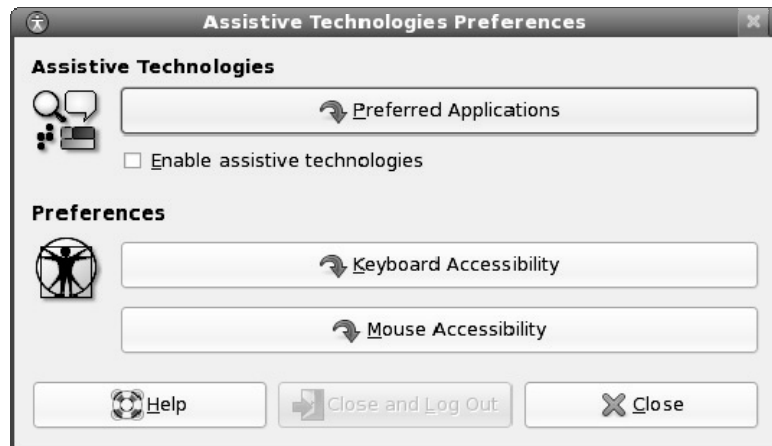 Assistive Technologies Preferences
Assistive Technologies
Preferred Applications
Enable assistive technologies
Preferences
Keyboard Accessibility
Mouse Accessibility
Help Close and Log Out Close